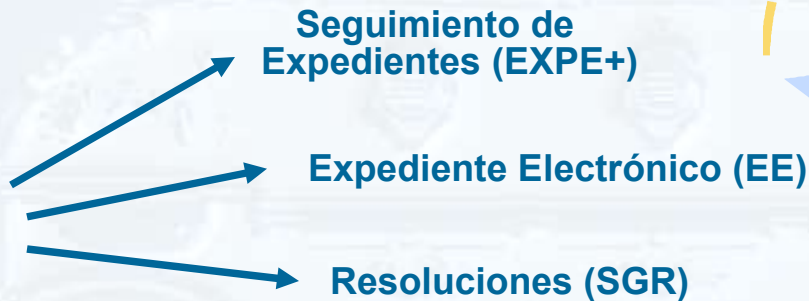 Seguimiento de
Expedientes (EXPE+)
Expediente Electrónico (EE)
Resoluciones (SGR)